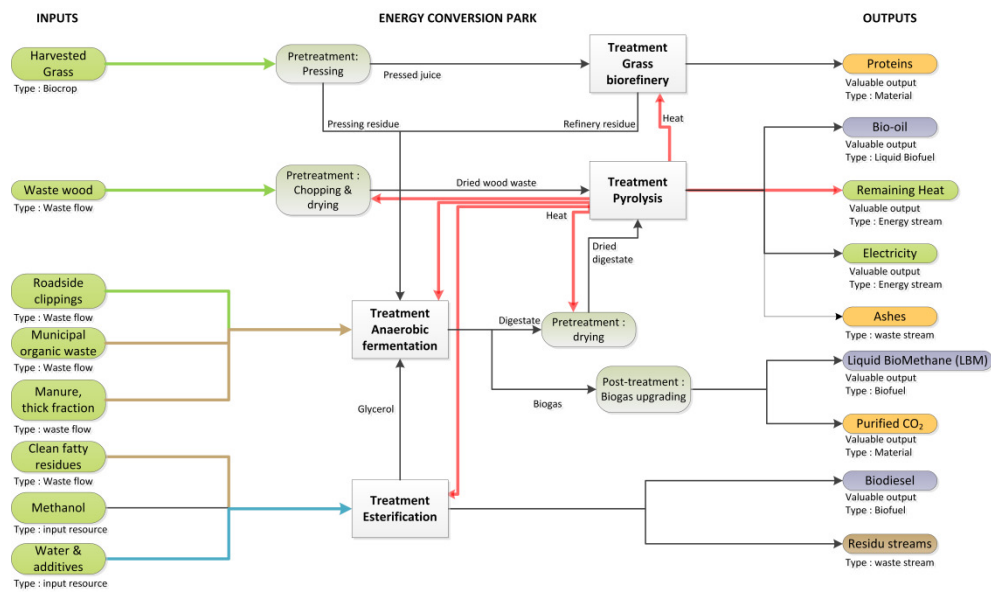 INPUTS
ENERGY CONVERSION PARK
OUTPUTS
Harvested
Grass
Type : Biocrop
Pretreatment:
Pressing
Pressed juice
Treatment
Grass
biorefinery
Proteins
Valuable output
Type : Material
Pressing residue
Refinery residue
Heat
Bio-oil
Valuable output
Type : Liquid Biofuel
Waste wood
Type : Waste flow
Pretreatment :
Chopping &
drying
Dried wood waste
Treatment
Pyrolysis
Remaining Heat
Valuable output
Type : Energy stream
Heat
Dried
digestate
Electricity
Valuable output
Type : Energy stream
Roadside
clippings
Type : Waste flow
Municipal
organic waste
Type : Waste flow
Manure,
thick fraction
Type : waste flow
Treatment
Anaerobic
fermentation
Digestate
Pretreatment :
drying
Ashes
Type : waste stream
Biogas
Post-treatment :
Biogas upgrading
Liquid BioMethane (LBM)
Valuable output
Type : Biofuel
Purified CO₂
Valuable output
Type : Material
Glycerol
Clean fatty
residues
Type : Waste flow
Methanol
Type : input resource
Water &
additives
Type : input resource
Treatment
Esterification
Biodiesel
Valuable output
Type : Biofuel
Residu streams
Type : waste stream